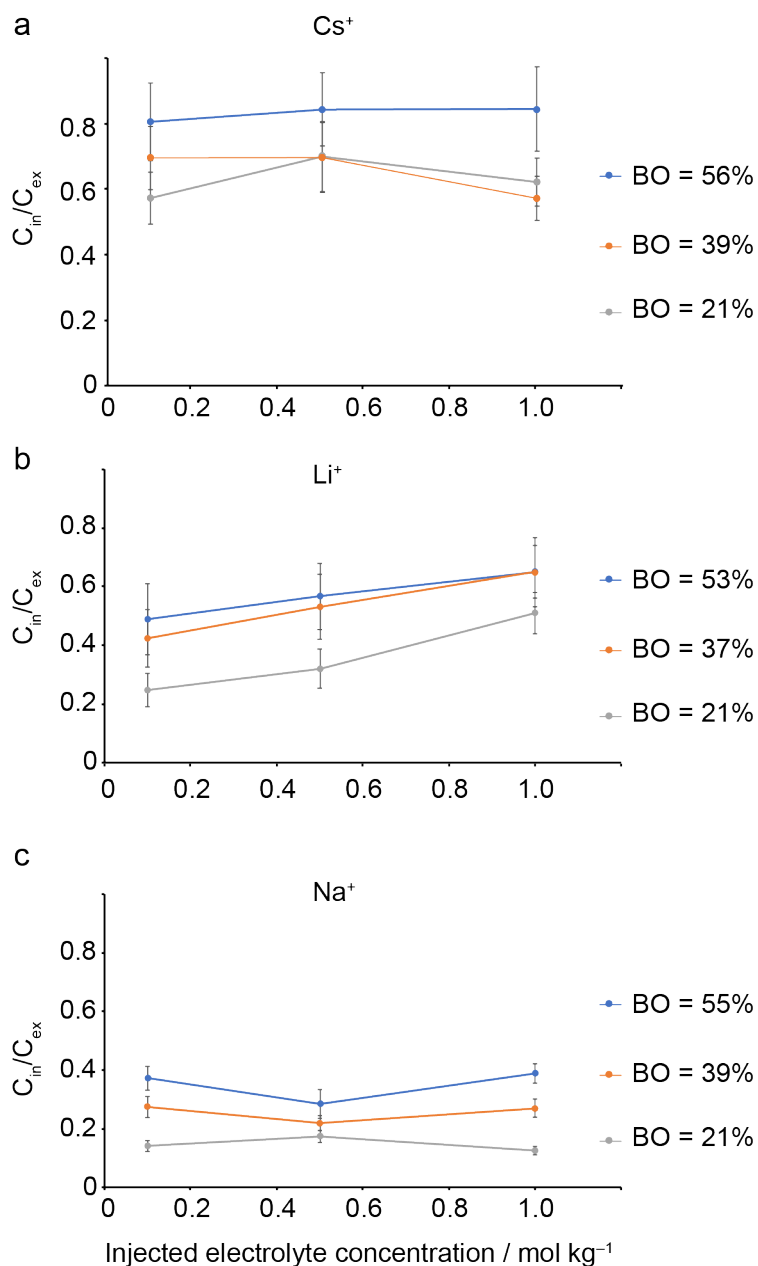 a
Cs⁺
0.8
0.6
0.4
0.2
0
0 0.2 0.4 0.6 0.8 1.0
C_in/C_ex
BO = 56%
BO = 39%
BO = 21%
b
Li⁺
0.8
0.6
0.4
0.2
0
0 0.2 0.4 0.6 0.8 1.0
C_in/C_ex
BO = 53%
BO = 37%
BO = 21%
c
Na⁺
0.8
0.6
0.4
0.2
0
0 0.2 0.4 0.6 0.8 1.0
C_in/C_ex
BO = 55%
BO = 39%
BO = 21%
Injected electrolyte concentration / mol kg⁻¹